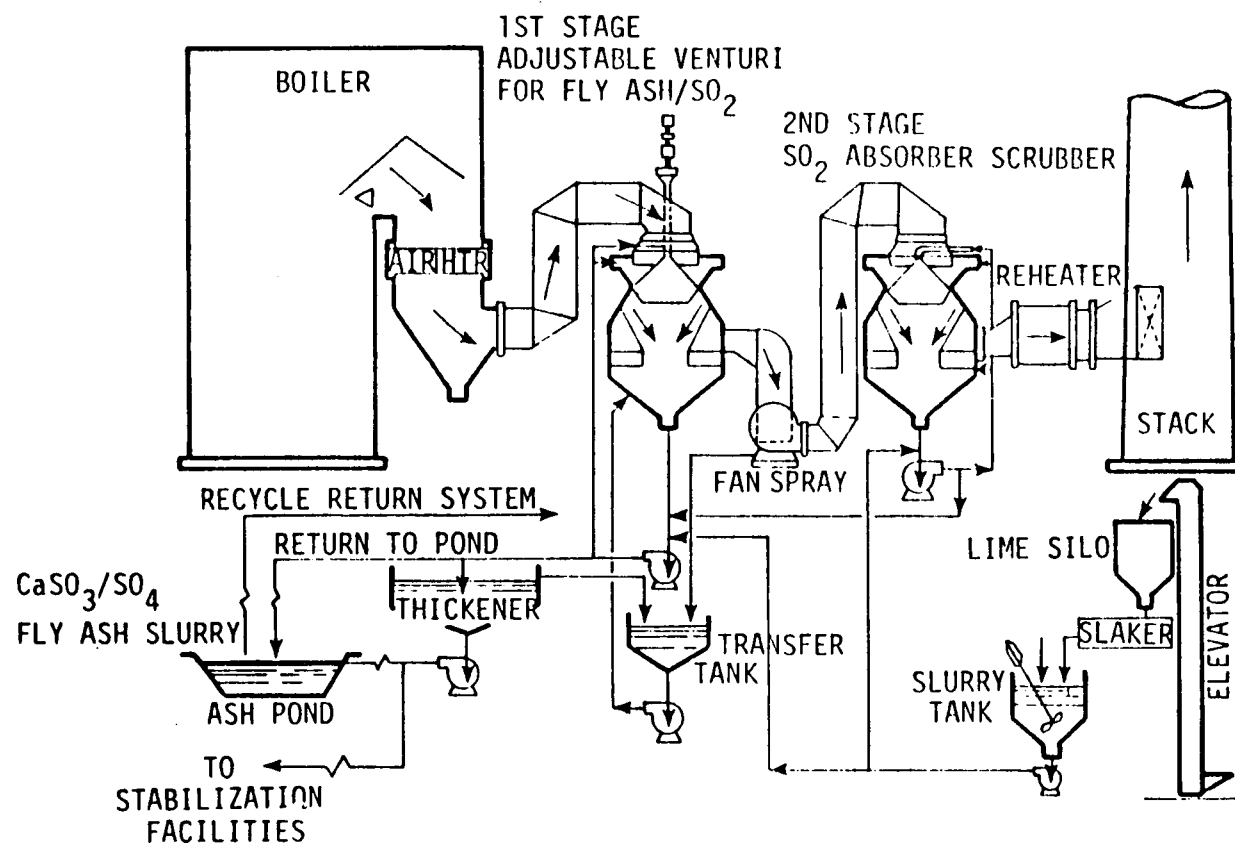 1ST STAGE
ADJUSTABLE VENTURI
FOR FLY ASH/SO₂
BOILER
2ND STAGE
SO₂ ABSORBER SCRUBBER
AIR HTR
REHEATER
STACK
FAN SPRAY
RECYCLE RETURN SYSTEM
RETURN TO POND
LIME SILO
CaSO₃/SO₄
FLY ASH SLURRY
THICKENER
SLAKER
ELEVATOR
TRANSFER
TANK
SLURRY
TANK
ASH POND
TO
STABILIZATION
FACILITIES